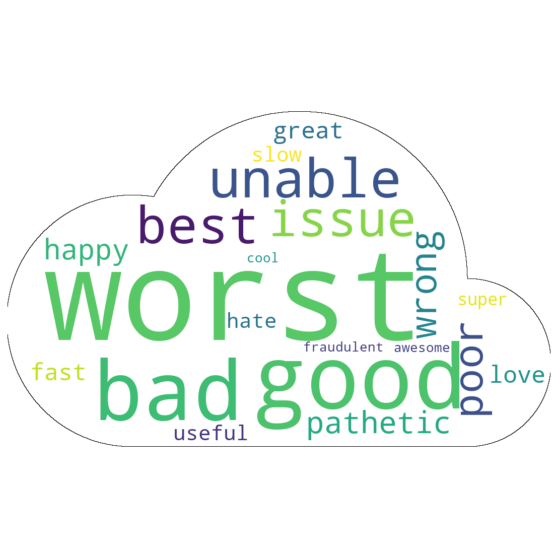 great
slow
unable
best
issue
happy
wrong
cool
worst
super
hate
poor
fraudulent
awesome
fast
bad
good
love
pathetic
useful